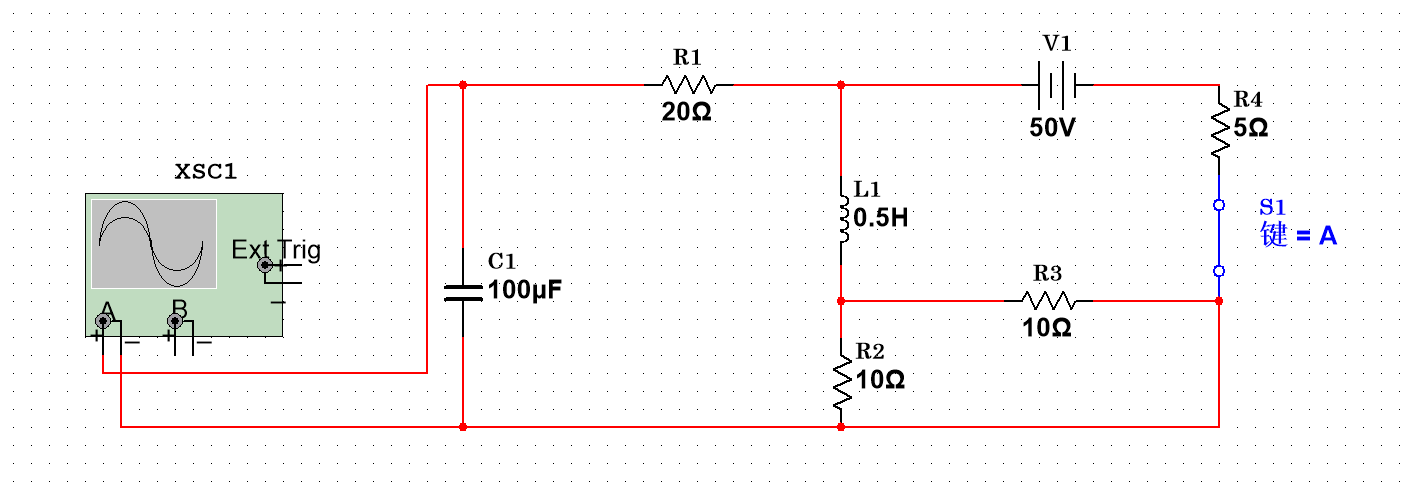 XSC1
Ext Trig
+
−
A
B
+
−
+
−
C1
100µF
R1
20Ω
L1
0.5H
R2
10Ω
R3
10Ω
V1
50V
R4
5Ω
S1
键 = A